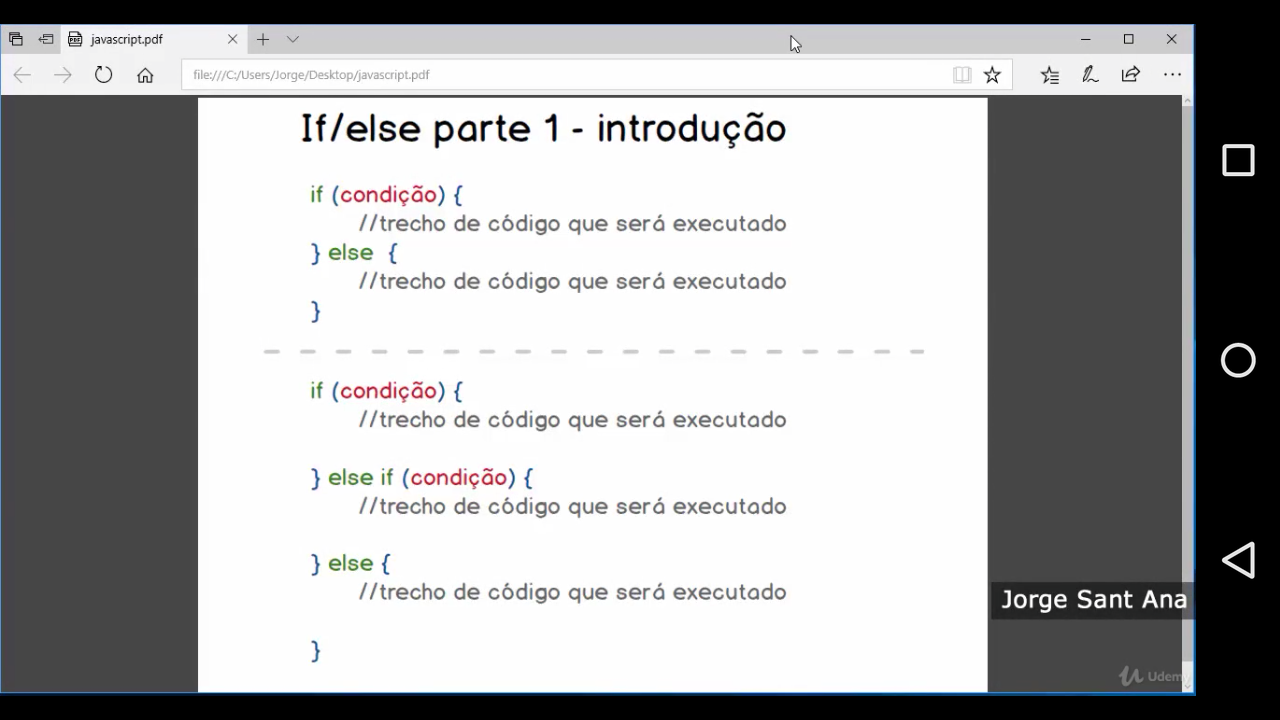 javascript.pdf
file:///C:/Users/Jorge/Desktop/javascript.pdf
If/else parte 1 - introdução
if (condição) {
//trecho de código que será executado
} else {
//trecho de código que será executado
}
if (condição) {
//trecho de código que será executado
} else if (condição) {
//trecho de código que será executado
} else {
//trecho de código que será executado
}
Jorge Sant Ana
Udemy